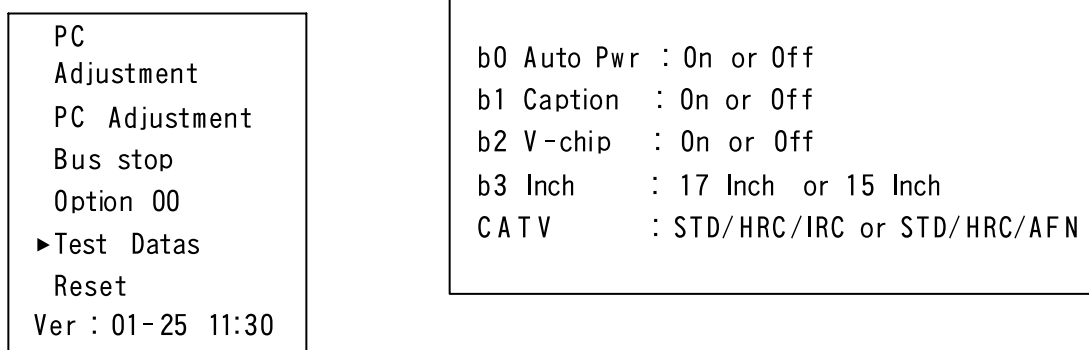 PC
Adjustment
PC Adjustment
Bus stop
Option 00
►Test Datas
Reset
Ver : 01-25 11:30
b0 Auto Pwr : On or Off
b1 Caption : On or Off
b2 V-chip : On or Off
b3 Inch : 17 Inch or 15 Inch
CATV : STD/HRC/IRC or STD/HRC/AFN